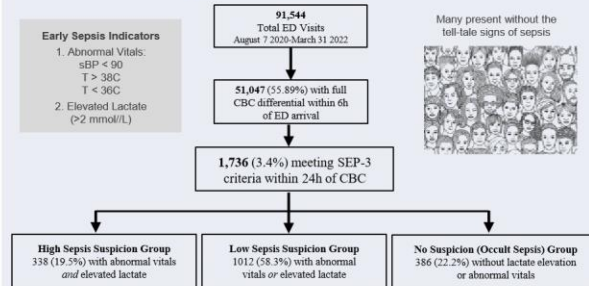 Early Sepsis Indicators
1. Abnormal Vitals:
sBP < 90
T > 38C
T < 36C
2. Elevated Lactate
(>2 mmol//L)
91,544
Total ED Visits
August 7 2020-March 31 2022
Many present without the
tell-tale signs of sepsis
51,047 (55.89%) with full
CBC differential within 6h
of ED arrival
1,736 (3.4%) meeting SEP-3
criteria within 24h of CBC
High Sepsis Suspicion Group
338 (19.5%) with abnormal vitals
and elevated lactate
Low Sepsis Suspicion Group
1012 (58.3%) with abnormal
vitals or elevated lactate
No Suspicion (Occult Sepsis) Group
386 (22.2%) without lactate elevation
or abnormal vitals